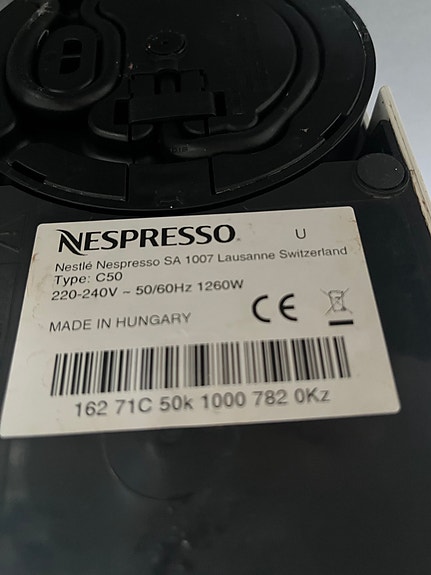 NESPRESSO. U
Nestlé Nespresso SA 1007 Lausanne Switzerland
Type: C50
220-240V ~ 50/60Hz 1260W
MADE IN HUNGARY
CE
162 71C 50k 1000 782 0Kz